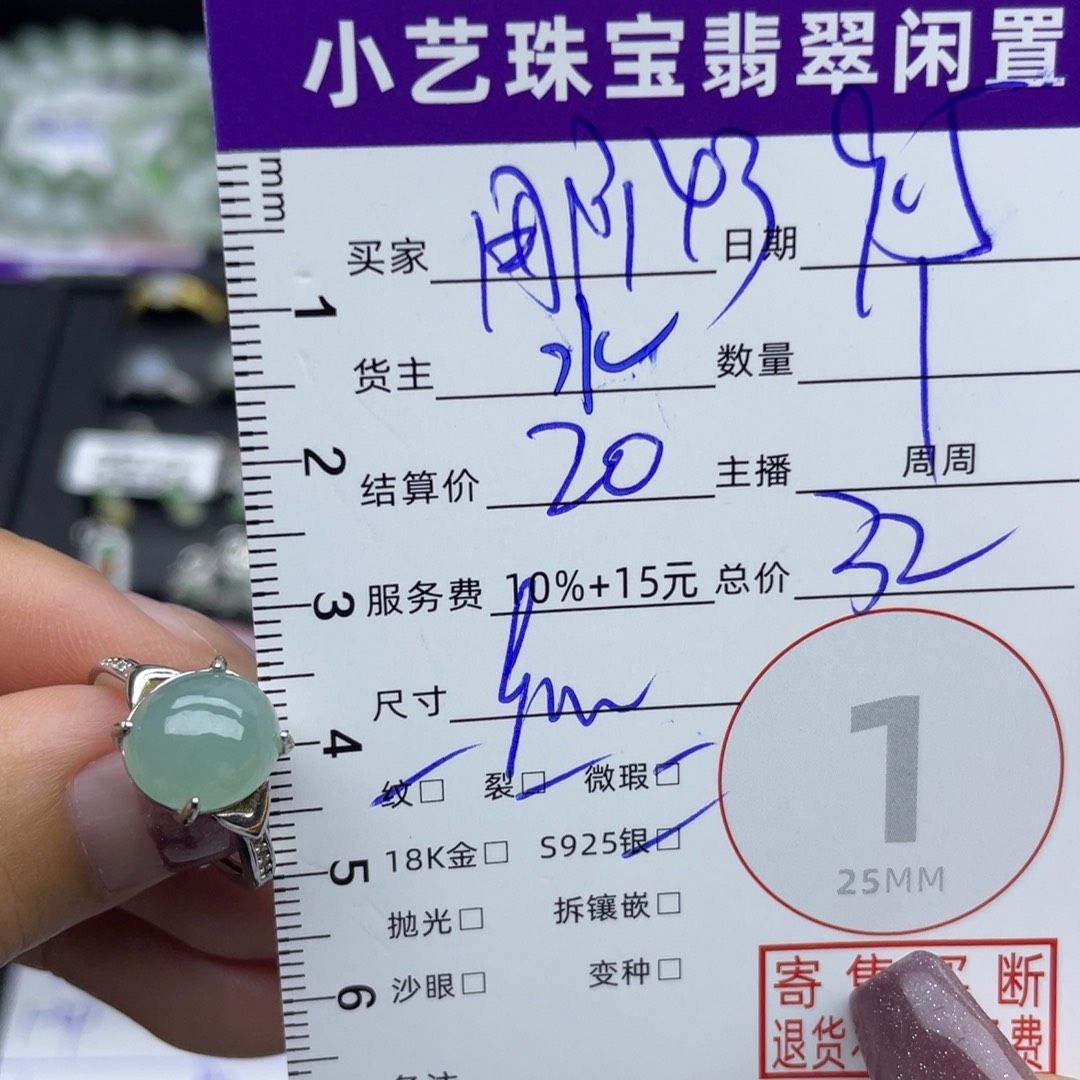 小艺珠宝翡翠闲置
mm
买家 日期
1
货主 水 数量
2
结算价 20 主播 周周
3
服务费 10%+15元 总价 32
尺寸
4
纹□ 裂□ 微瑕□
5
18K金□ S925银□
抛光□ 拆镶嵌□
6
沙眼□ 变种□
1
25MM
寄 断
退货 费